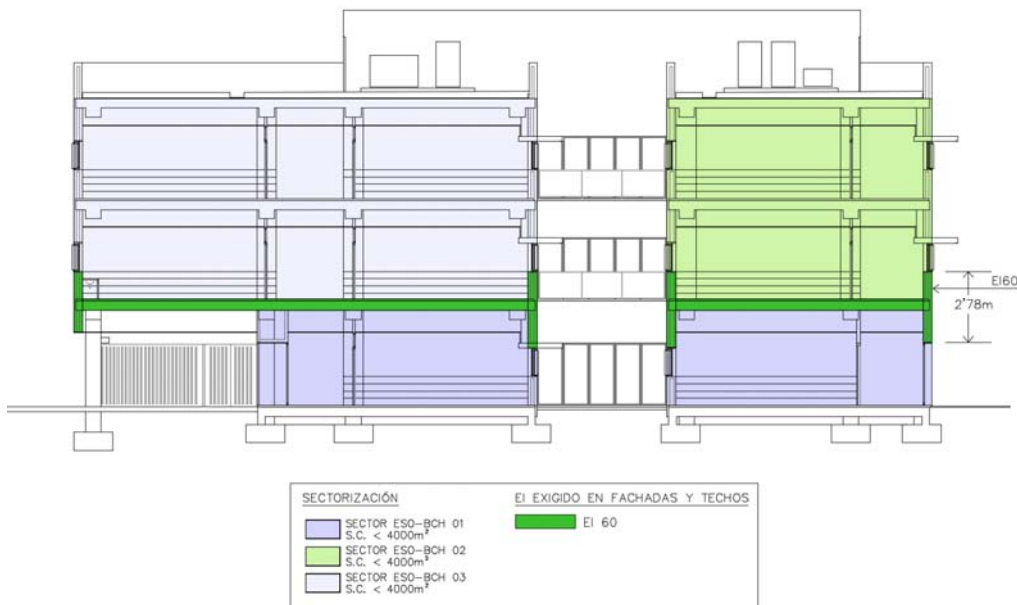 EI60
2'78m
SECTORIZACIÓN
EI EXIGIDO EN FACHADAS Y TECHOS
SECTOR ESO-BCH 01
S.C. < 4000m²
EI 60
SECTOR ESO-BCH 02
S.C. < 4000m²
SECTOR ESO-BCH 03
S.C. < 4000m²